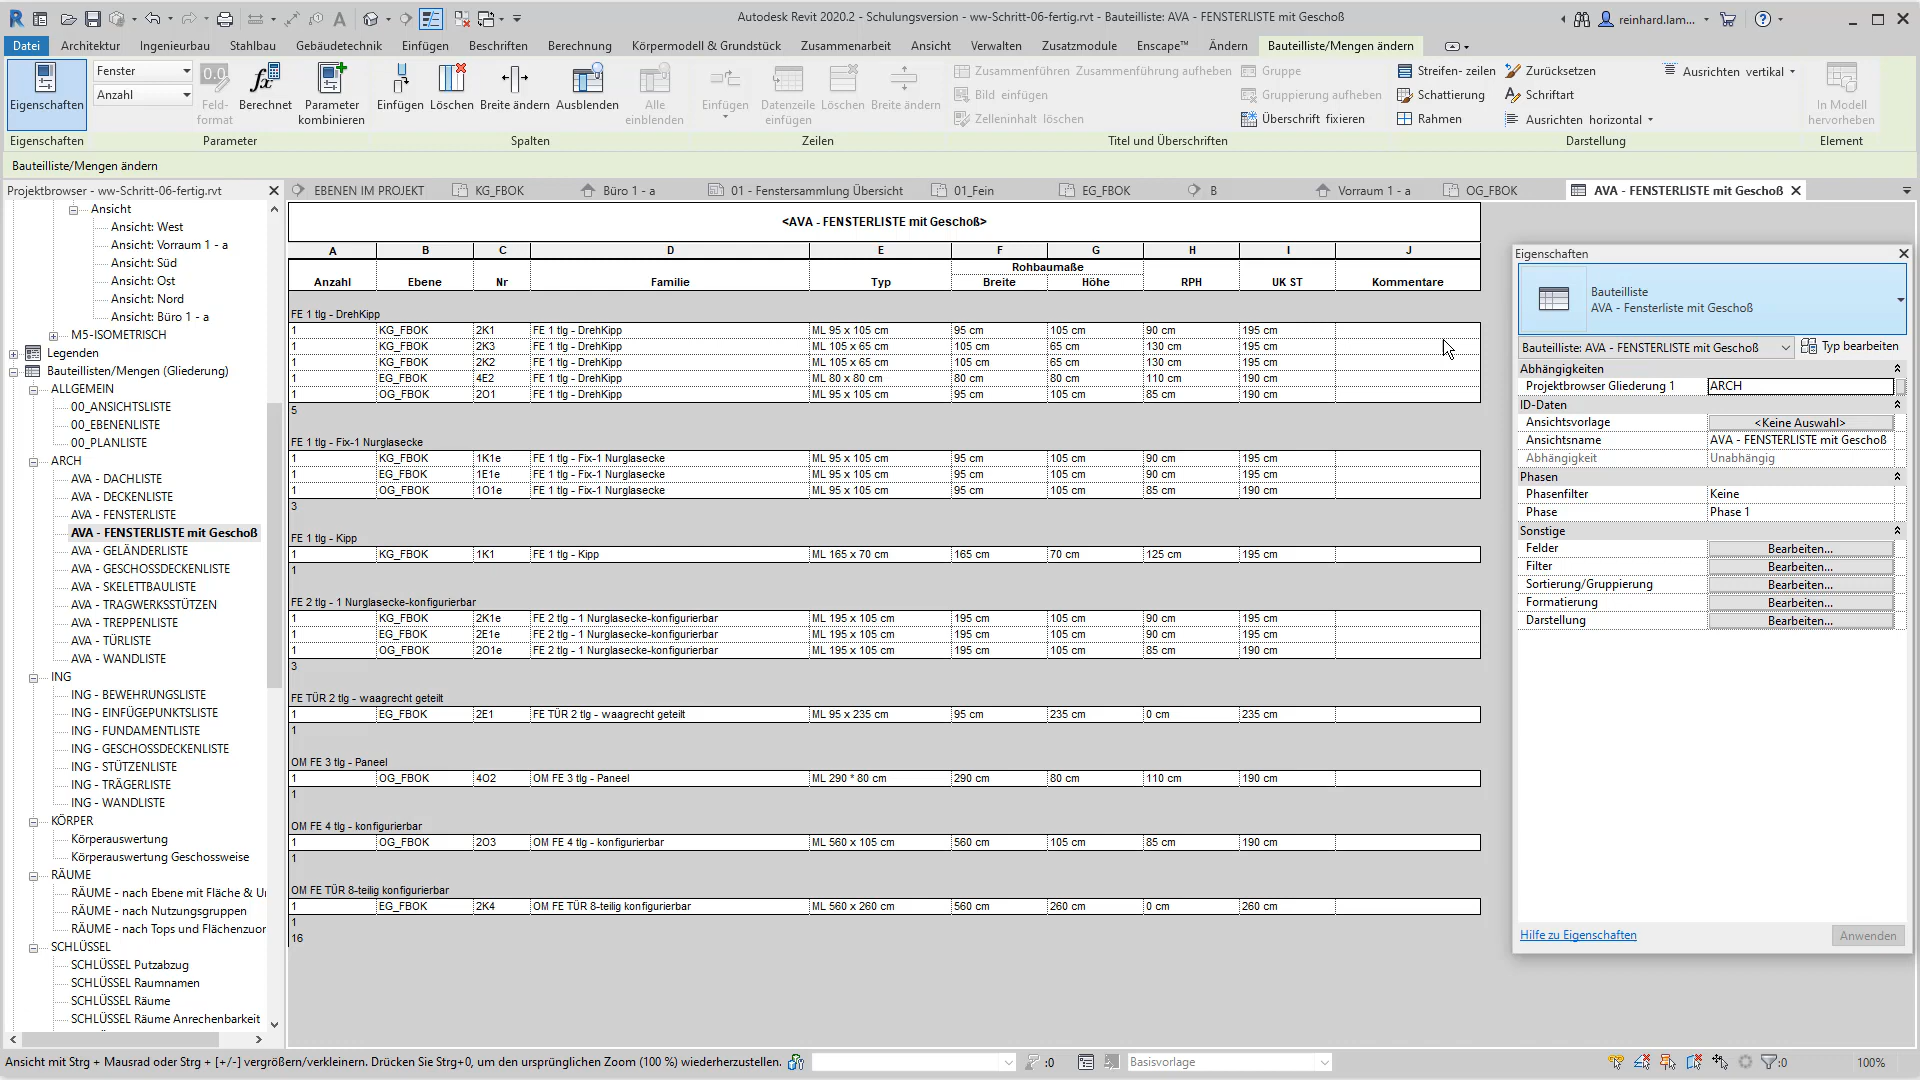 Autodesk Revit 2020.2 - Schulungsversion - ww-Schritt-06-fertig.rvt - Bauteilliste: AVA - FENSTERLISTE mit Geschoß
reinhard.lam...
Datei Architektur Ingenieurbau Stahlbau Gebäudetechnik Einfügen Beschriften Berechnung Körpermodell & Grundstück Zusammenarbeit Ansicht Verwalten Zusatzmodule Enscape™ Ändern Bauteilliste/Mengen ändern
Eigenschaften
Fenster
Anzahl
Feld-
format
Berechnet
Parameter
kombinieren
Einfügen Löschen Breite ändern Ausblenden
Alle
einblenden
Einfügen
Datenzeile
einfügen
Löschen Breite ändern
Zusammenführen Zusammenführung aufheben
Bild einfügen
Zelleninhalt löschen
Gruppe
Gruppierung aufheben
Überschrift fixieren
Streifen- zeilen
Schattierung
Rahmen
Zurücksetzen
Schriftart
Ausrichten horizontal
Ausrichten vertikal
In Modell
hervorheben
Eigenschaften Parameter Spalten Zeilen Titel und Überschriften Darstellung Element
Bauteilliste/Mengen ändern
Projektbrowser - ww-Schritt-06-fertig.rvt
Ansicht
Ansicht: West
Ansicht: Vorraum 1 - a
Ansicht: Süd
Ansicht: Ost
Ansicht: Nord
Ansicht: Büro 1 - a
M5-ISOMETRISCH
Legenden
Bauteillisten/Mengen (Gliederung)
ALLGEMEIN
00_ANSICHTSLISTE
00_EBENENLISTE
00_PLANLISTE
ARCH
AVA - DACHLISTE
AVA - DECKENLISTE
AVA - FENSTERLISTE
AVA - FENSTERLISTE mit Geschoß
AVA - GELÄNDERLISTE
AVA - GESCHOSSDECKENLISTE
AVA - SKELETTBAULISTE
AVA - TRAGWERKSSTÜTZEN
AVA - TREPPENLISTE
AVA - TÜRLISTE
AVA - WANDLISTE
ING
ING - BEWEHRUNGSLISTE
ING - EINFÜGEPUNKTSLISTE
ING - FUNDAMENTLISTE
ING - GESCHOSSDECKENLISTE
ING - STÜTZENLISTE
ING - TRÄGERLISTE
ING - WANDLISTE
KÖRPER
Körperauswertung
Körperauswertung Geschossweise
RÄUME
RÄUME - nach Ebene mit Fläche & U
RÄUME - nach Nutzungsgruppen
RÄUME - nach Tops und Flächenzuor
SCHLÜSSEL
SCHLÜSSEL Putzabzug
SCHLÜSSEL Raumnamen
SCHLÜSSEL Räume
SCHLÜSSEL Räume Anrechenbarkeit
EBENEN IM PROJEKT KG_FBOK Büro 1 - a 01 - Fenstersammlung Übersicht 01_Fein EG_FBOK B Vorraum 1 - a OG_FBOK AVA - FENSTERLISTE mit Geschoß
<AVA - FENSTERLISTE mit Geschoß>
A B C D E F G H I J
Rohbaumaße
Anzahl Ebene Nr Familie Typ Breite Höhe RPH UK ST Kommentare
FE 1 tlg - DrehKipp
1 KG_FBOK 2K1 FE 1 tlg - DrehKipp ML 95 x 105 cm 95 cm 105 cm 90 cm 195 cm
1 KG_FBOK 2K3 FE 1 tlg - DrehKipp ML 105 x 65 cm 105 cm 65 cm 130 cm 195 cm
1 KG_FBOK 2K2 FE 1 tlg - DrehKipp ML 105 x 65 cm 105 cm 65 cm 130 cm 195 cm
1 EG_FBOK 4E2 FE 1 tlg - DrehKipp ML 80 x 80 cm 80 cm 80 cm 110 cm 190 cm
1 OG_FBOK 2O1 FE 1 tlg - DrehKipp ML 95 x 105 cm 95 cm 105 cm 85 cm 190 cm
5
FE 1 tlg - Fix-1 Nurglasecke
1 KG_FBOK 1K1e FE 1 tlg - Fix-1 Nurglasecke ML 95 x 105 cm 95 cm 105 cm 90 cm 195 cm
1 EG_FBOK 1E1e FE 1 tlg - Fix-1 Nurglasecke ML 95 x 105 cm 95 cm 105 cm 90 cm 195 cm
1 OG_FBOK 1O1e FE 1 tlg - Fix-1 Nurglasecke ML 95 x 105 cm 95 cm 105 cm 85 cm 190 cm
3
FE 1 tlg - Kipp
1 KG_FBOK 1K1 FE 1 tlg - Kipp ML 165 x 70 cm 165 cm 70 cm 125 cm 195 cm
1
FE 2 tlg - 1 Nurglasecke-konfigurierbar
1 KG_FBOK 2K1e FE 2 tlg - 1 Nurglasecke-konfigurierbar ML 195 x 105 cm 195 cm 105 cm 90 cm 195 cm
1 EG_FBOK 2E1e FE 2 tlg - 1 Nurglasecke-konfigurierbar ML 195 x 105 cm 195 cm 105 cm 90 cm 195 cm
1 OG_FBOK 2O1e FE 2 tlg - 1 Nurglasecke-konfigurierbar ML 195 x 105 cm 195 cm 105 cm 85 cm 190 cm
3
FE TÜR 2 tlg - waagrecht geteilt
1 EG_FBOK 2E1 FE TÜR 2 tlg - waagrecht geteilt ML 95 x 235 cm 95 cm 235 cm 0 cm 235 cm
1
OM FE 3 tlg - Paneel
1 OG_FBOK 4O2 OM FE 3 tlg - Paneel ML 290 * 80 cm 290 cm 80 cm 110 cm 190 cm
1
OM FE 4 tlg - konfigurierbar
1 OG_FBOK 2O3 OM FE 4 tlg - konfigurierbar ML 560 x 105 cm 560 cm 105 cm 85 cm 190 cm
1
OM FE TÜR 8-teilig konfigurierbar
1 EG_FBOK 2K4 OM FE TÜR 8-teilig konfigurierbar ML 560 x 260 cm 560 cm 260 cm 0 cm 260 cm
1
16
Eigenschaften
Bauteilliste
AVA - Fensterliste mit Geschoß
Bauteilliste: AVA - FENSTERLISTE mit Geschoß Typ bearbeiten
Abhängigkeiten
Projektbrowser Gliederung 1 ARCH
ID-Daten
Ansichtsvorlage <Keine Auswahl>
Ansichtsname AVA - FENSTERLISTE mit Geschoß
Abhängigkeit Unabhängig
Phasen
Phasenfilter Keine
Phase Phase 1
Sonstige
Felder Bearbeiten...
Filter Bearbeiten...
Sortierung/Gruppierung Bearbeiten...
Formatierung Bearbeiten...
Darstellung Bearbeiten...
Hilfe zu Eigenschaften Anwenden
Ansicht mit Strg + Mausrad oder Strg + [+/-] vergrößern/verkleinern. Drücken Sie Strg+0, um den ursprünglichen Zoom (100 %) wiederherzustellen. :0 Basisvorlage :0 100%